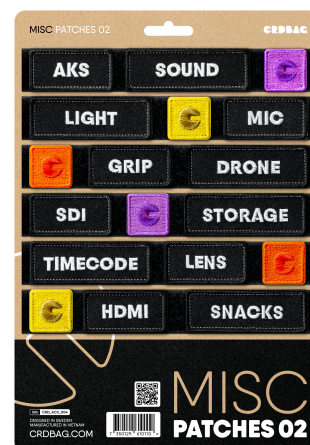 MISC PATCHES 02
CRDBAG
AKS SOUND
LIGHT MIC
GRIP DRONE
SDI STORAGE
TIMECODE LENS
HDMI SNACKS
DESIGNED IN SWEDEN
MANUFACTURED IN VIETNAM
CRDBAG.COM
MISC
PATCHES 02